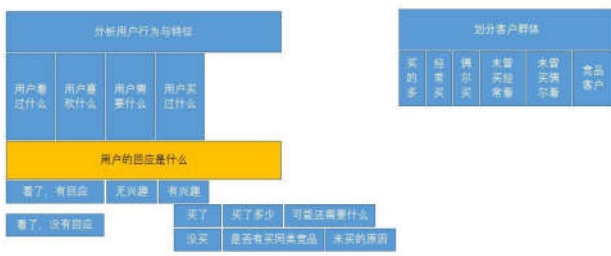 分析用户行为与特征
用户看过什么
用户喜欢什么
用户需要什么
用户买过什么
用户的回应是什么
看了，有回应
无兴趣
有兴趣
看了，没有回应
买了
买了多少
可能还需要什么
没买
是否有买同类竞品
未买的原因
划分客户群体
买的多
经常买
偶尔买
未曾买经常看
未曾买偶尔看
竞品客户